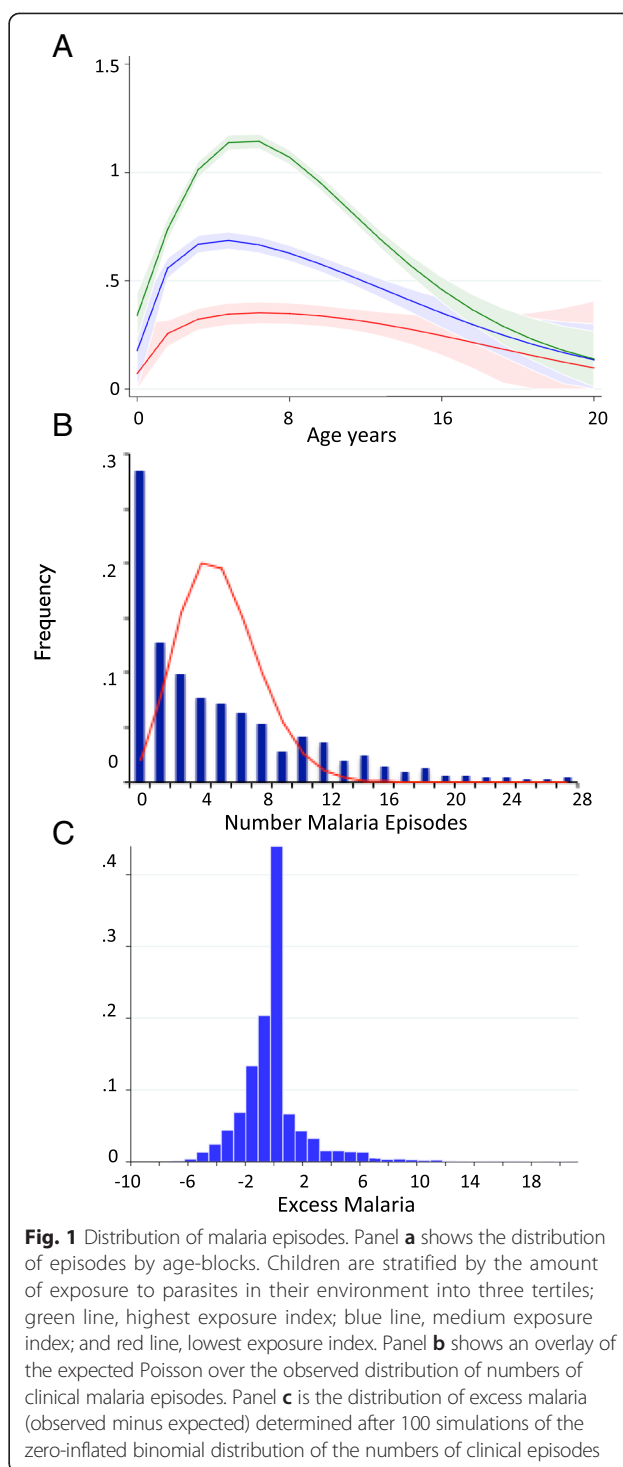 A
1.5
1
.5
0
0 8 16 20
Age years
B
.3
.2
.1
0
Frequency
0 4 8 12 16 20 24 28
Number Malaria Episodes
C
.4
.3
.2
.1
0
-10 -6 -2 2 6 10 14 18
Excess Malaria
Fig. 1 Distribution of malaria episodes. Panel a shows the distribution
of episodes by age-blocks. Children are stratified by the amount
of exposure to parasites in their environment into three tertiles;
green line, highest exposure index; blue line, medium exposure
index; and red line, lowest exposure index. Panel b shows an overlay of
the expected Poisson over the observed distribution of numbers of
clinical malaria episodes. Panel c is the distribution of excess malaria
(observed minus expected) determined after 100 simulations of the
zero-inflated binomial distribution of the numbers of clinical episodes